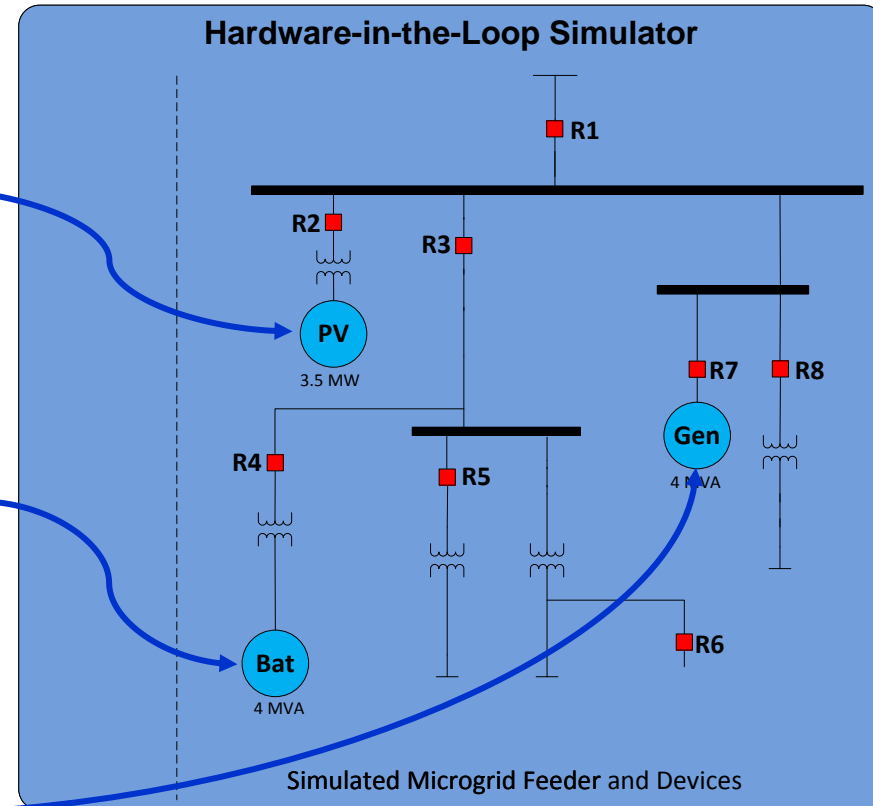 Hardware-in-the-Loop Simulator
R1
R2
R3
PV
3.5 MW
R7
R8
Gen
4 MVA
R4
R5
Bat
4 MVA
R6
Simulated Microgrid Feeder and Devices